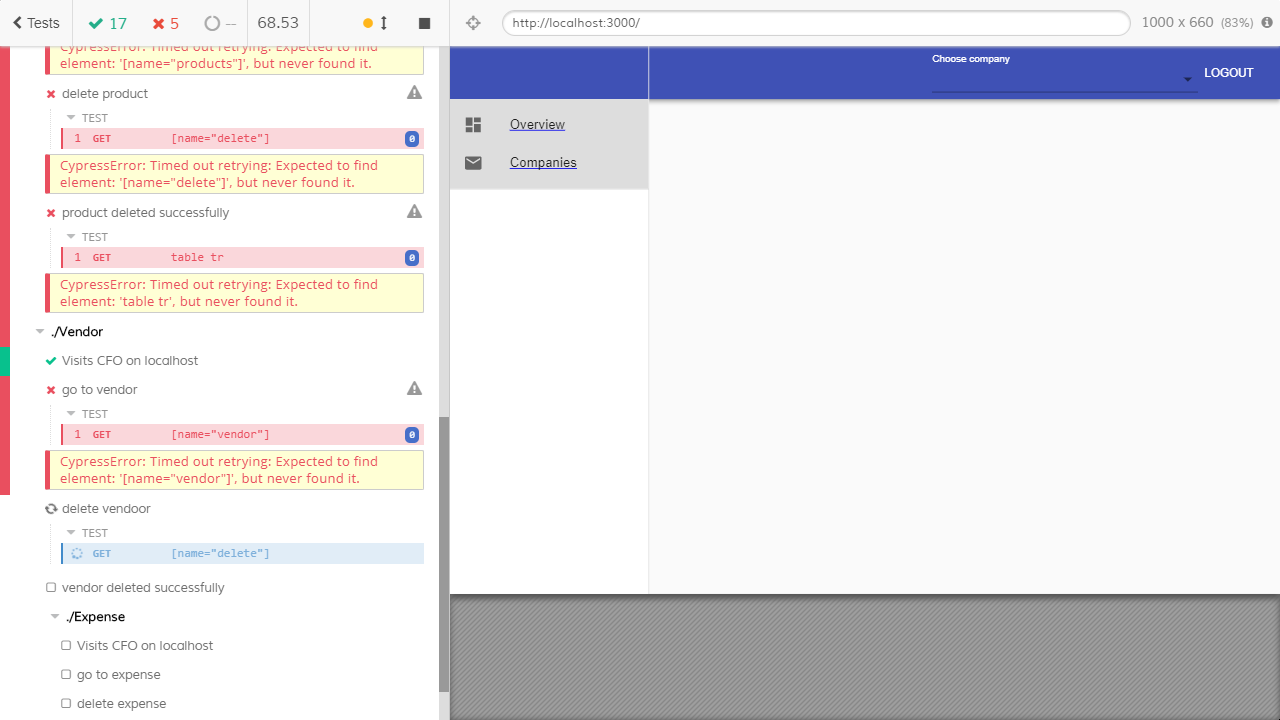 Tests
17
5
--
68.53
http://localhost:3000/
1000 x 660 (83%)
CypressError: Timed out retrying: Expected to find
element: '[name="products"]', but never found it.
delete product
TEST
1 GET [name="delete"] 0
CypressError: Timed out retrying: Expected to find
element: '[name="delete"]', but never found it.
product deleted successfully
TEST
1 GET table tr 0
CypressError: Timed out retrying: Expected to find
element: 'table tr', but never found it.
./Vendor
Visits CFO on localhost
go to vendor
TEST
1 GET [name="vendor"] 0
CypressError: Timed out retrying: Expected to find
element: '[name="vendor"]', but never found it.
delete vendoor
TEST
GET [name="delete"]
vendor deleted successfully
./Expense
Visits CFO on localhost
go to expense
delete expense
Choose company
LOGOUT
Overview
Companies